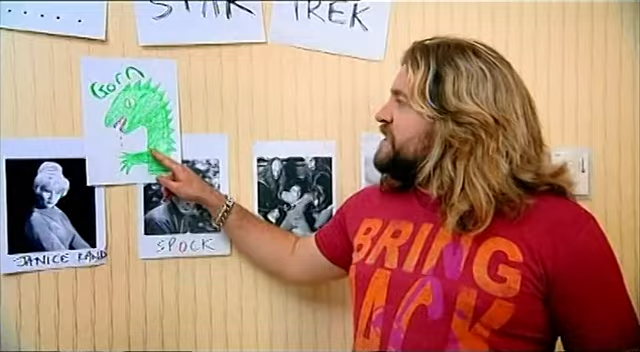 STAR TREK
Gorn
JANICE RAND
SPOCK
BRING
BACK